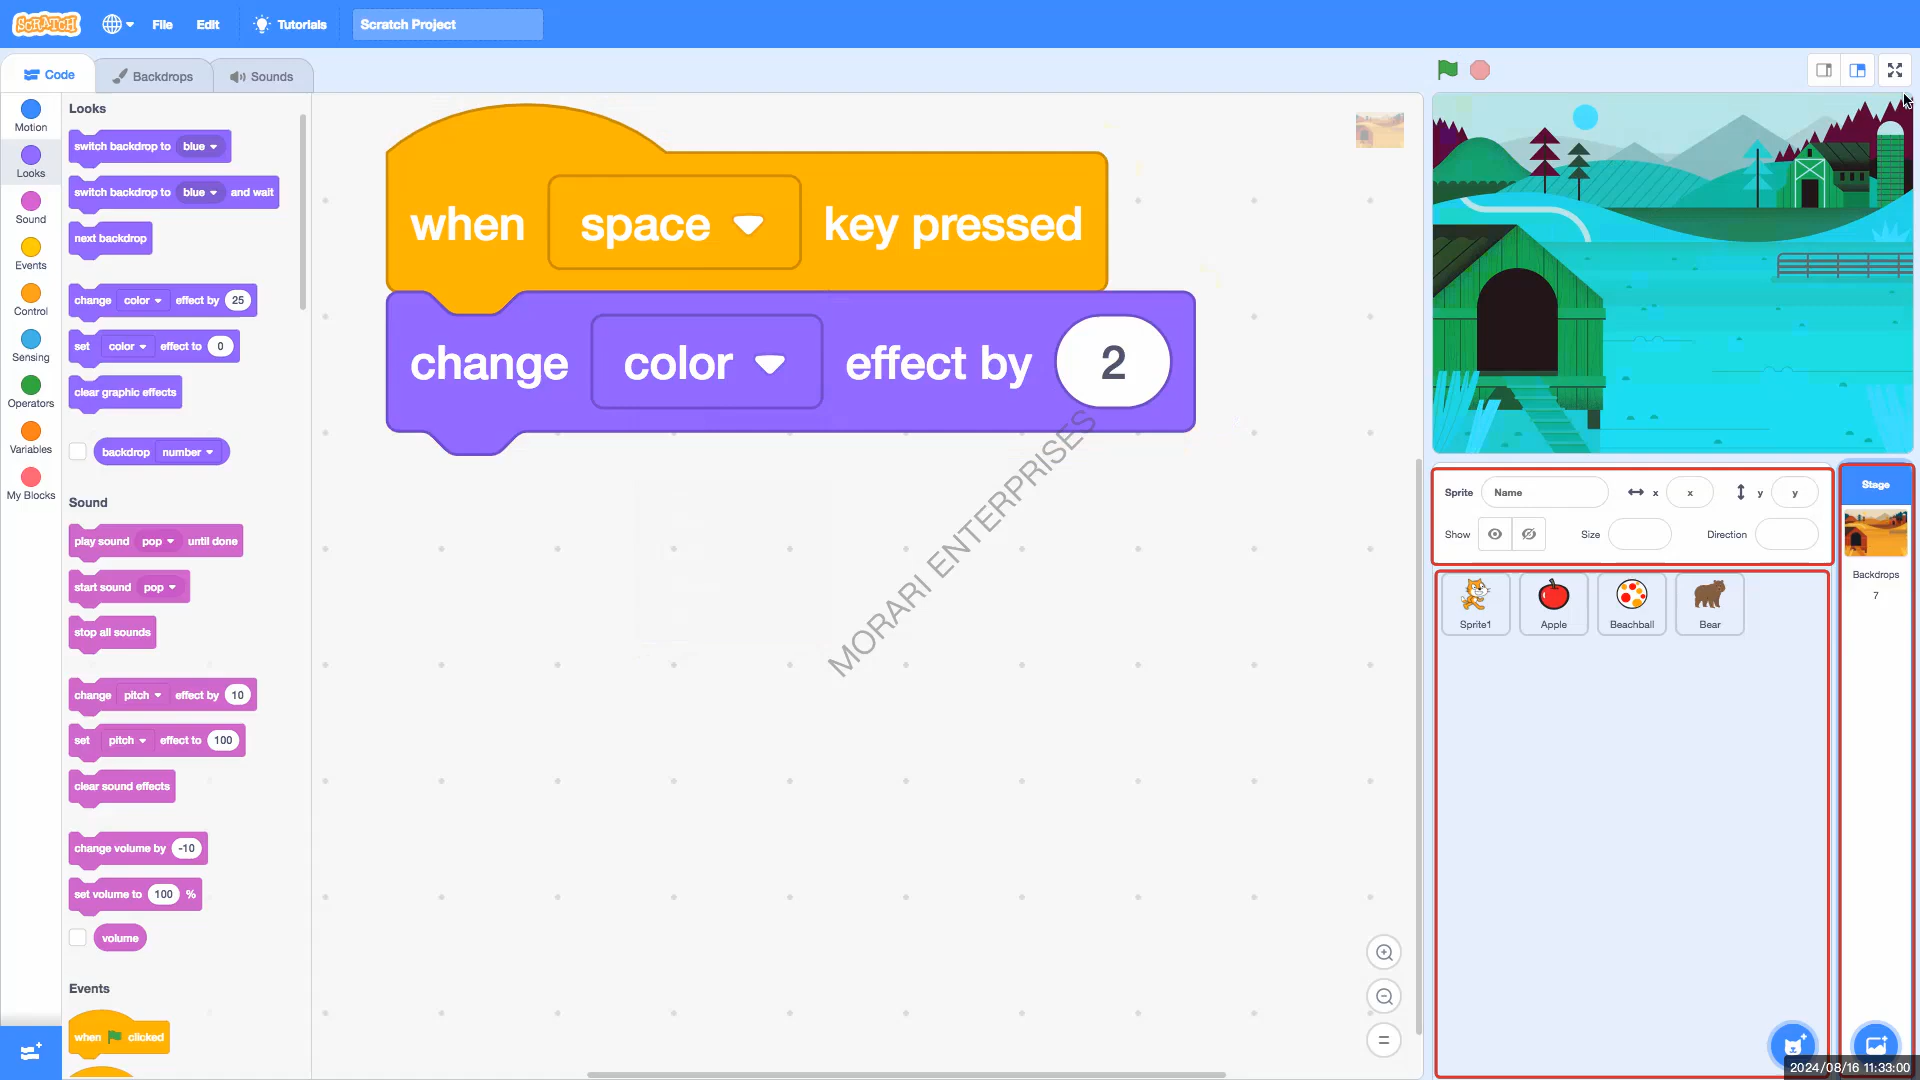 SCRATCH
File
Edit
Tutorials
Scratch Project
Code
Backdrops
Sounds
Motion
Looks
Sound
Events
Control
Sensing
Operators
Variables
My Blocks
Looks
switch backdrop to blue
switch backdrop to blue and wait
next backdrop
change color effect by 25
set color effect to 0
clear graphic effects
backdrop number
Sound
play sound pop until done
start sound pop
stop all sounds
change pitch effect by 10
set pitch effect to 100
clear sound effects
change volume by -10
set volume to 100 %
volume
Events
when clicked
when space key pressed
change color effect by 2
MORARI ENTERPRISES
Sprite Name x x y y
Show Size Direction
Sprite1
Apple
Beachball
Bear
Stage
Backdrops
7
2024/08/16 11:33:00